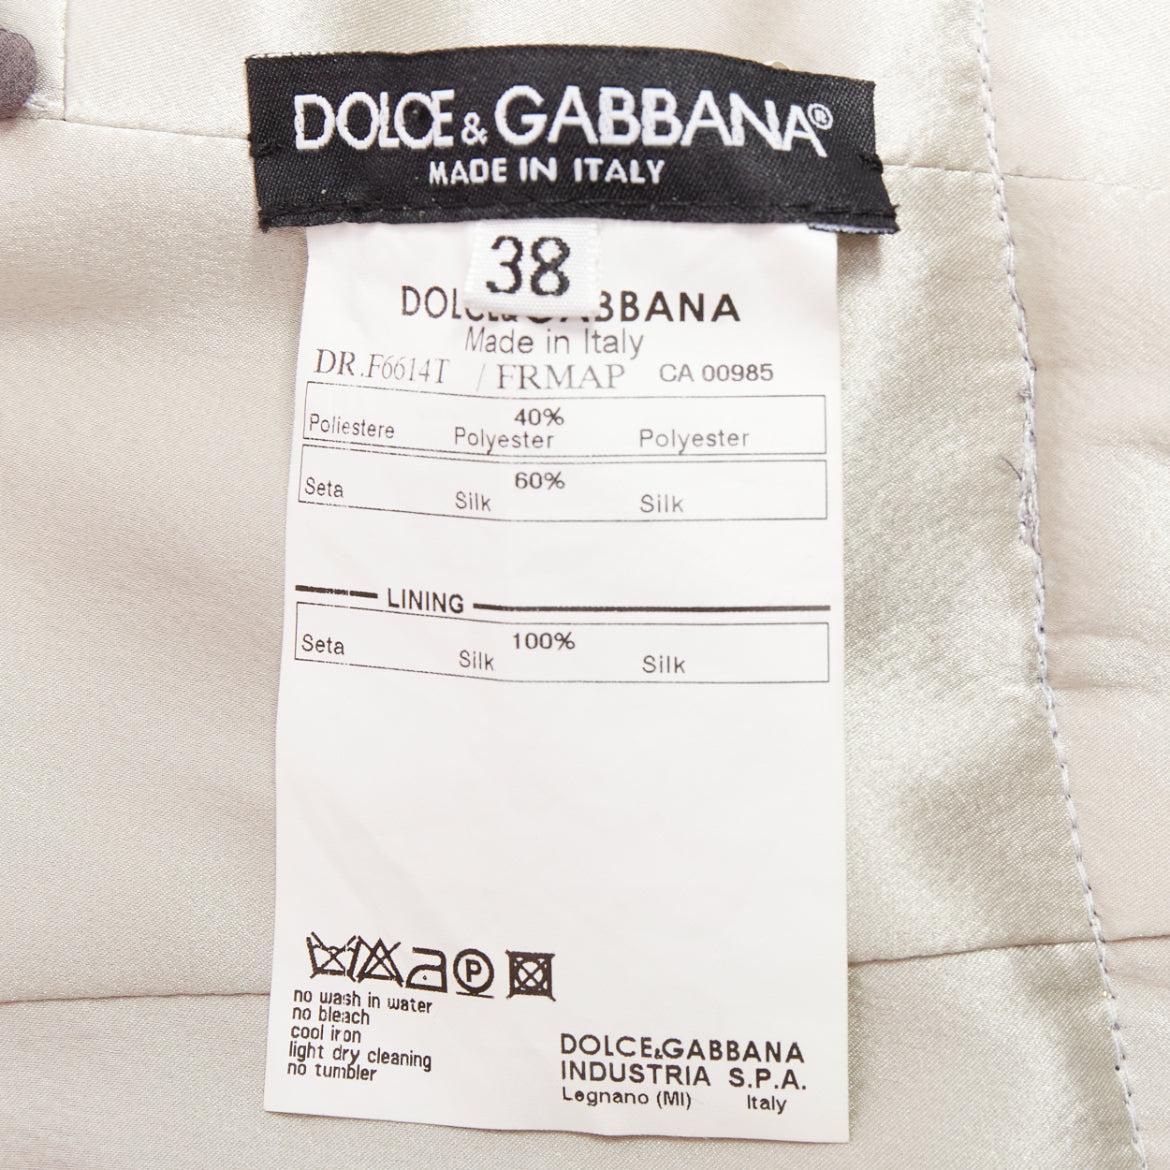 DOLCE & GABBANA®
MADE IN ITALY
38
DOLCE&GABBANA
Made in Italy
DR.F6614T / FRMAP CA 00985
40%
Poliestere Polyester Polyester
60%
Seta Silk Silk
LINING
100%
Seta Silk Silk
P
no wash in water
no bleach
cool iron
light dry cleaning
no tumbler
DOLCE&GABBANA
INDUSTRIA S.P.A.
Legnano (MI) Italy